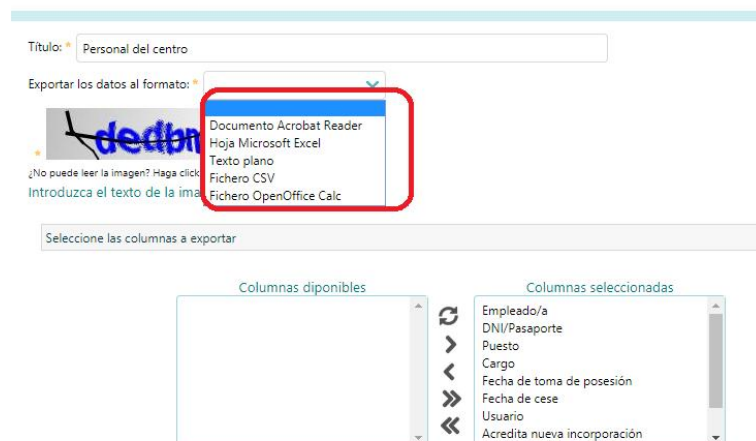 Título: * Personal del centro
Exportar los datos al formato: *
Documento Acrobat Reader
Hoja Microsoft Excel
Texto plano
Fichero CSV
Fichero OpenOffice Calc
*
¿No puede leer la imagen? Haga click
Introduzca el texto de la
Seleccione las columnas a exportar
Columnas diponibles
Columnas seleccionadas
Empleado/a
DNI/Pasaporte
Puesto
Cargo
Fecha de toma de posesión
Fecha de cese
Usuario
Acredita nueva incorporación